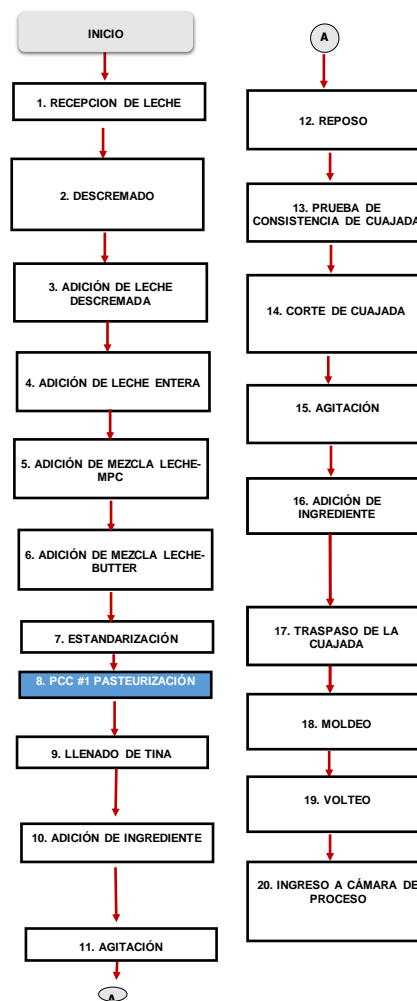 INICIO
1. RECEPCION DE LECHE
2. DESCREMADO
3. ADICIÓN DE LECHE
DESCREMADA
4. ADICIÓN DE LECHE ENTERA
5. ADICIÓN DE MEZCLA LECHE-
MPC
6. ADICIÓN DE MEZCLA LECHE-
BUTTER
7. ESTANDARIZACIÓN
8. PCC #1 PASTEURIZACIÓN
9. LLENADO DE TINA
10. ADICIÓN DE INGREDIENTE
11. AGITACIÓN
A
A
12. REPOSO
13. PRUEBA DE
CONSISTENCIA DE CUAJADA
14. CORTE DE CUAJADA
15. AGITACIÓN
16. ADICIÓN DE
INGREDIENTE
17. TRASPASO DE LA
CUAJADA
18. MOLDEO
19. VOLTEO
20. INGRESO A CÁMARA DE
PROCESO